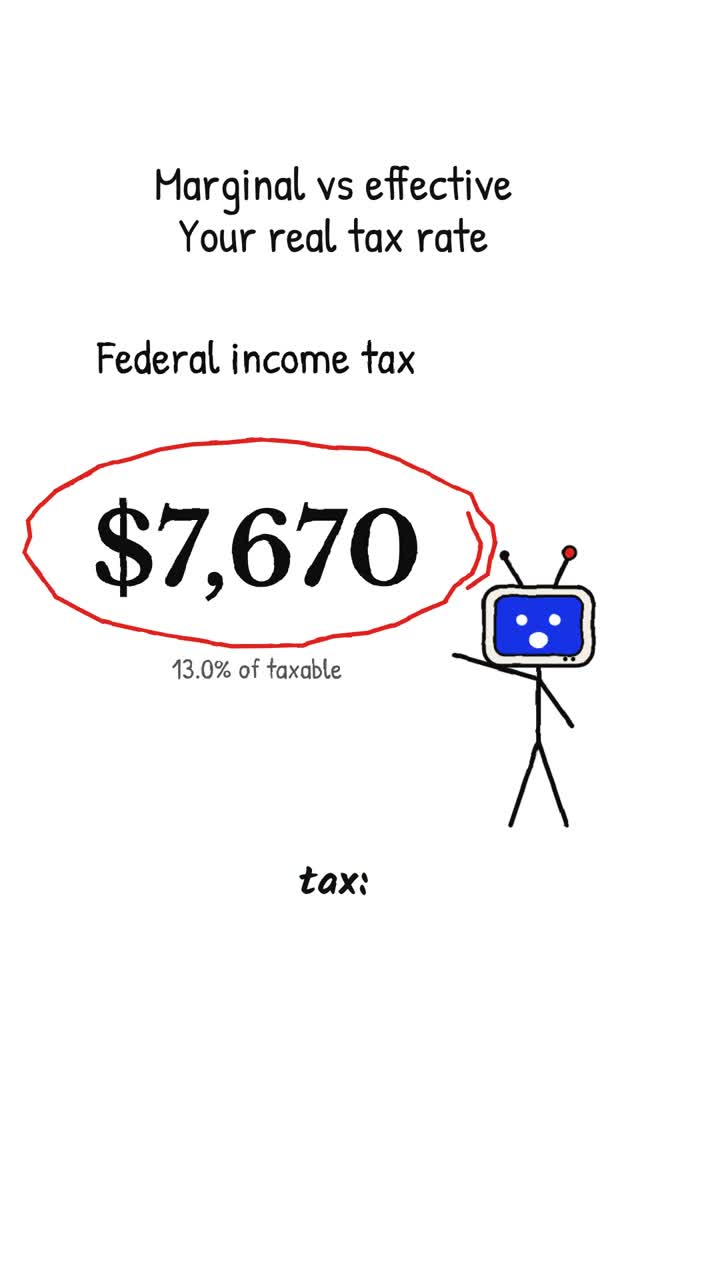 Marginal vs effective
Your real tax rate
Federal income tax
$7,670
13.0% of taxable
tax: